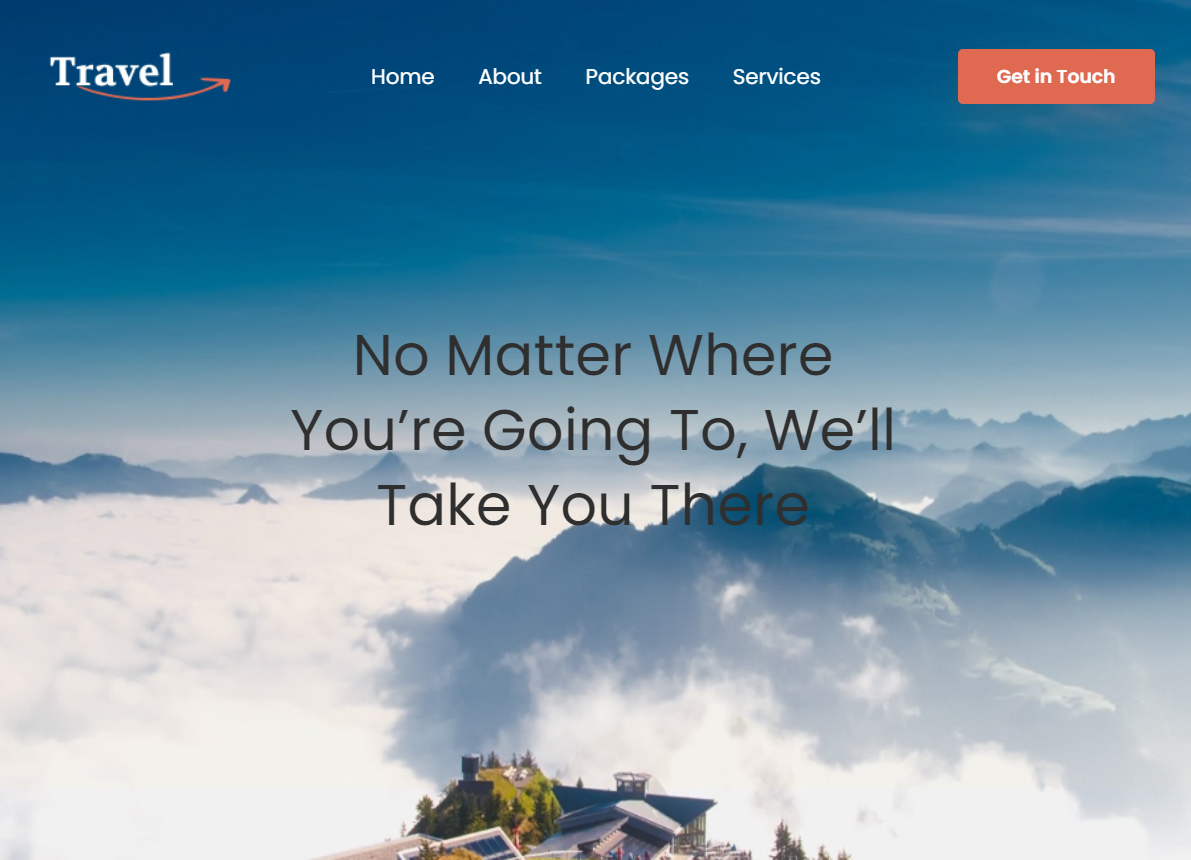 Travel
Home About Packages Services
Get in Touch
No Matter Where
You’re Going To, We’ll
Take You There